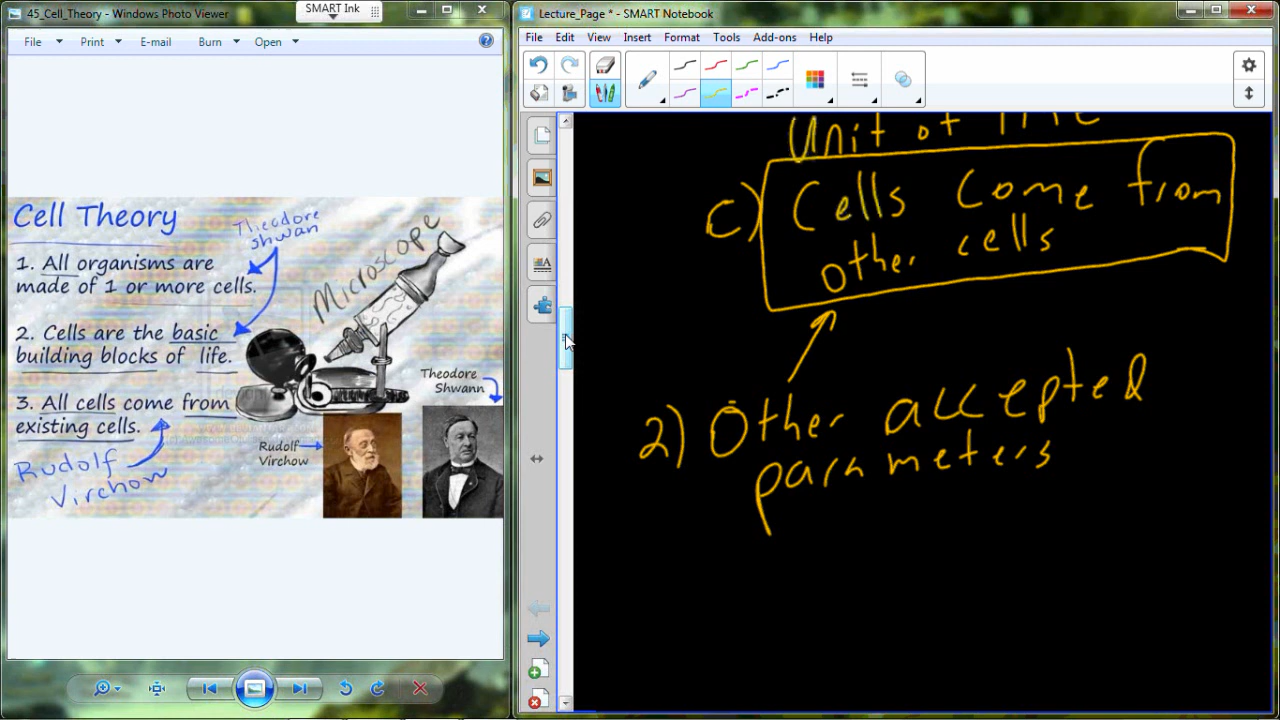 45_Cell_Theory - Windows Photo Viewer
SMART Ink
File Print E-mail Burn Open
Cell Theory
Theodore
Shwan
1. All organisms are
made of 1 or more cells.
Microscope
2. Cells are the basic
building blocks of life.
3. All cells come from
existing cells.
Rudolf
Virchow
Theodore
Shwann
Rudolf
Virchow
Lecture_Page * - SMART Notebook
File Edit View Insert Format Tools Add-ons Help
Unit of
C) Cells come from
other cells
2) Other accepted
parameters